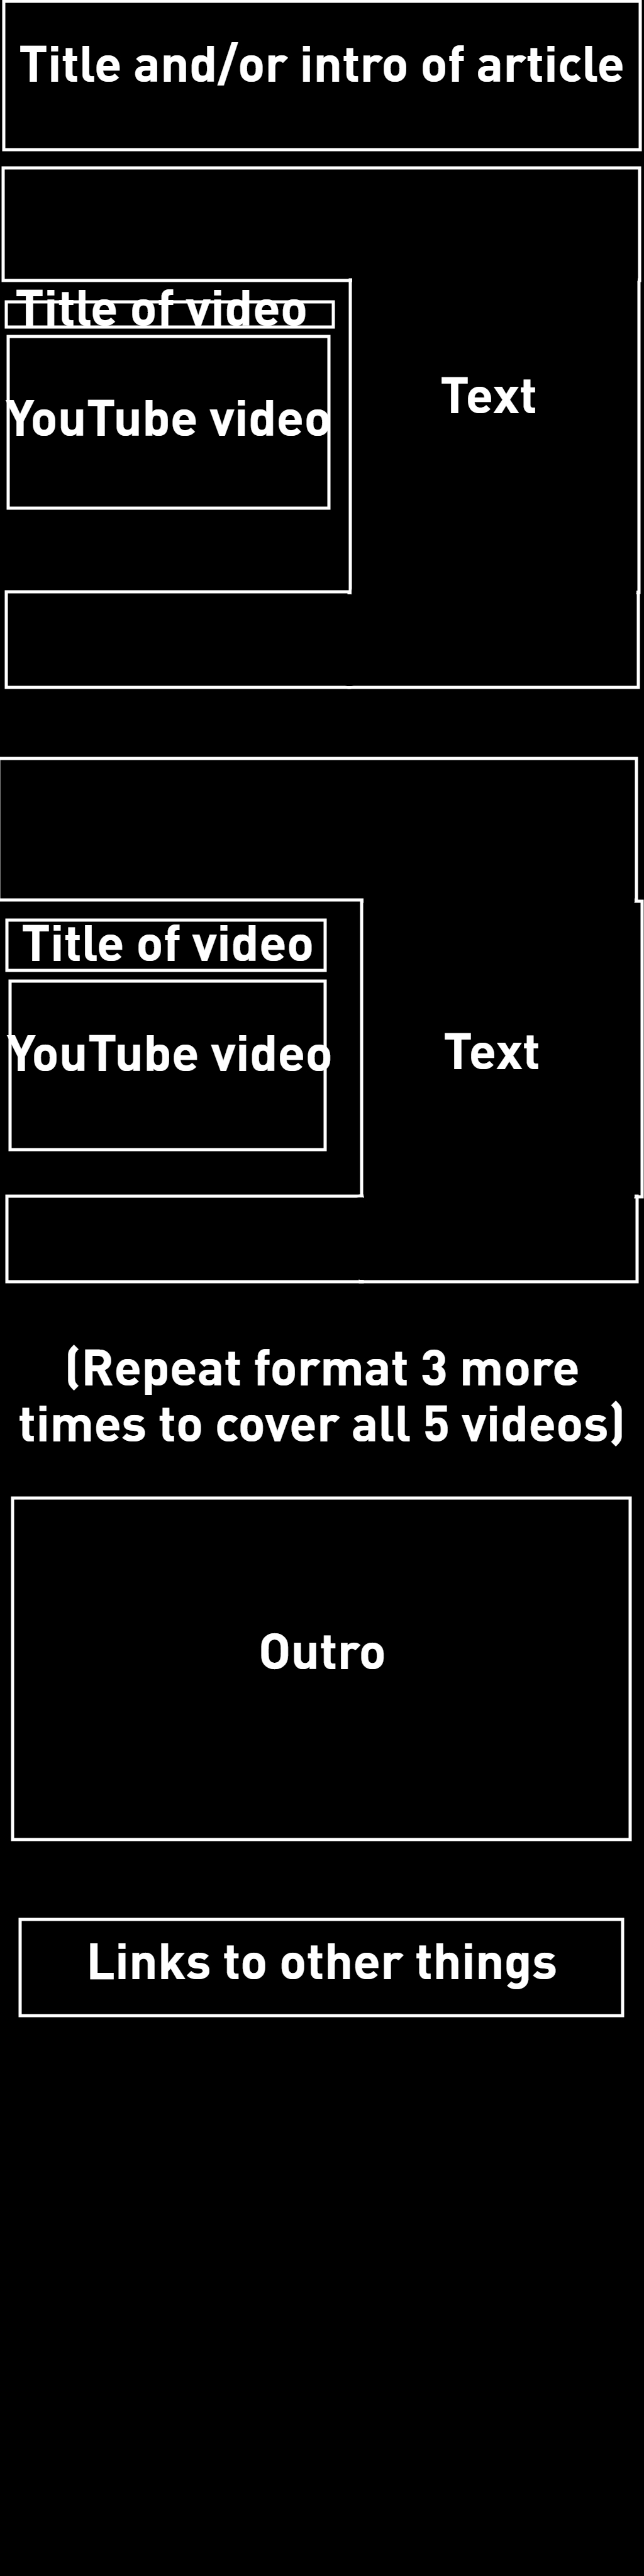 Title and/or intro of article
Title of video
YouTube video
Text
Title of video
YouTube video
Text
(Repeat format 3 more
times to cover all 5 videos)
Outro
Links to other things